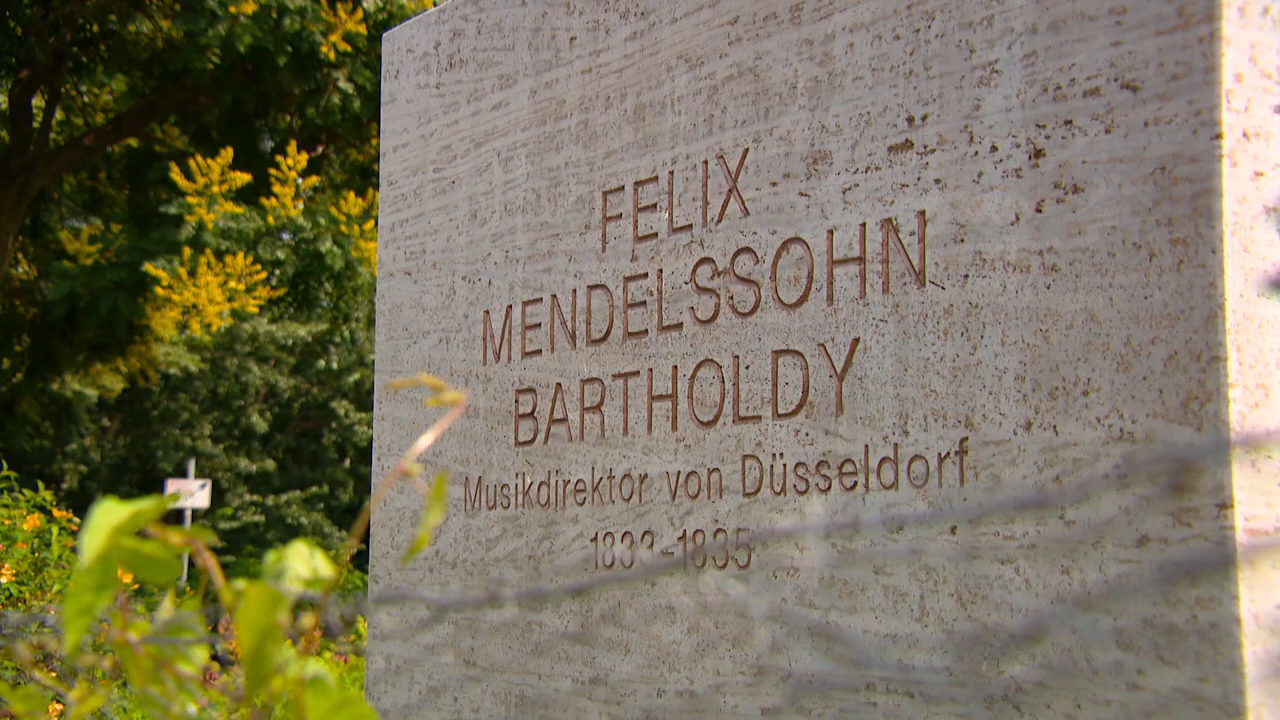 FELIX
MENDELSSOHN
BARTHOLDY
Musikdirektor von Düsseldorf
1833-1835